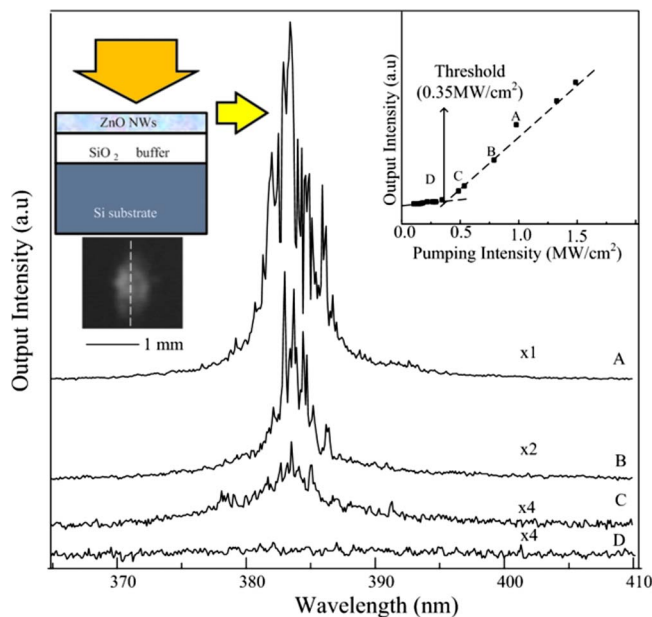 Output Intensity (a.u)
ZnO NWs
SiO₂ buffer
Si substrate
1 mm
Output Intensity (a.u)
Threshold
(0.35MW/cm²)
A
B
C
D
0.0 0.5 1.0 1.5
Pumping Intensity (MW/cm²)
x1
A
x2
B
C
x4
x4
D
370 380 390 400 410
Wavelength (nm)